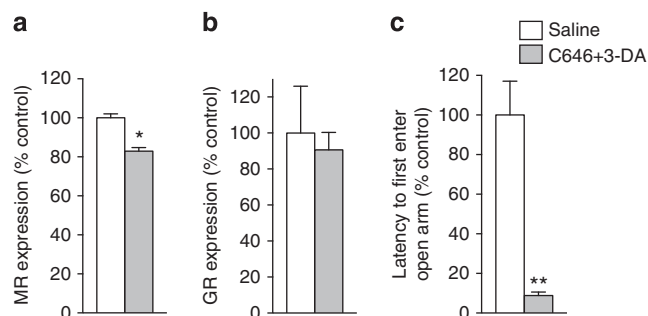 a
MR expression (% control)
120
100
80
60
40
20
0
*
b
GR expression (% control)
120
100
80
60
40
20
0
c
Saline
C646+3-DA
Latency to first enter
open arm (% control)
120
100
80
60
40
20
0
**